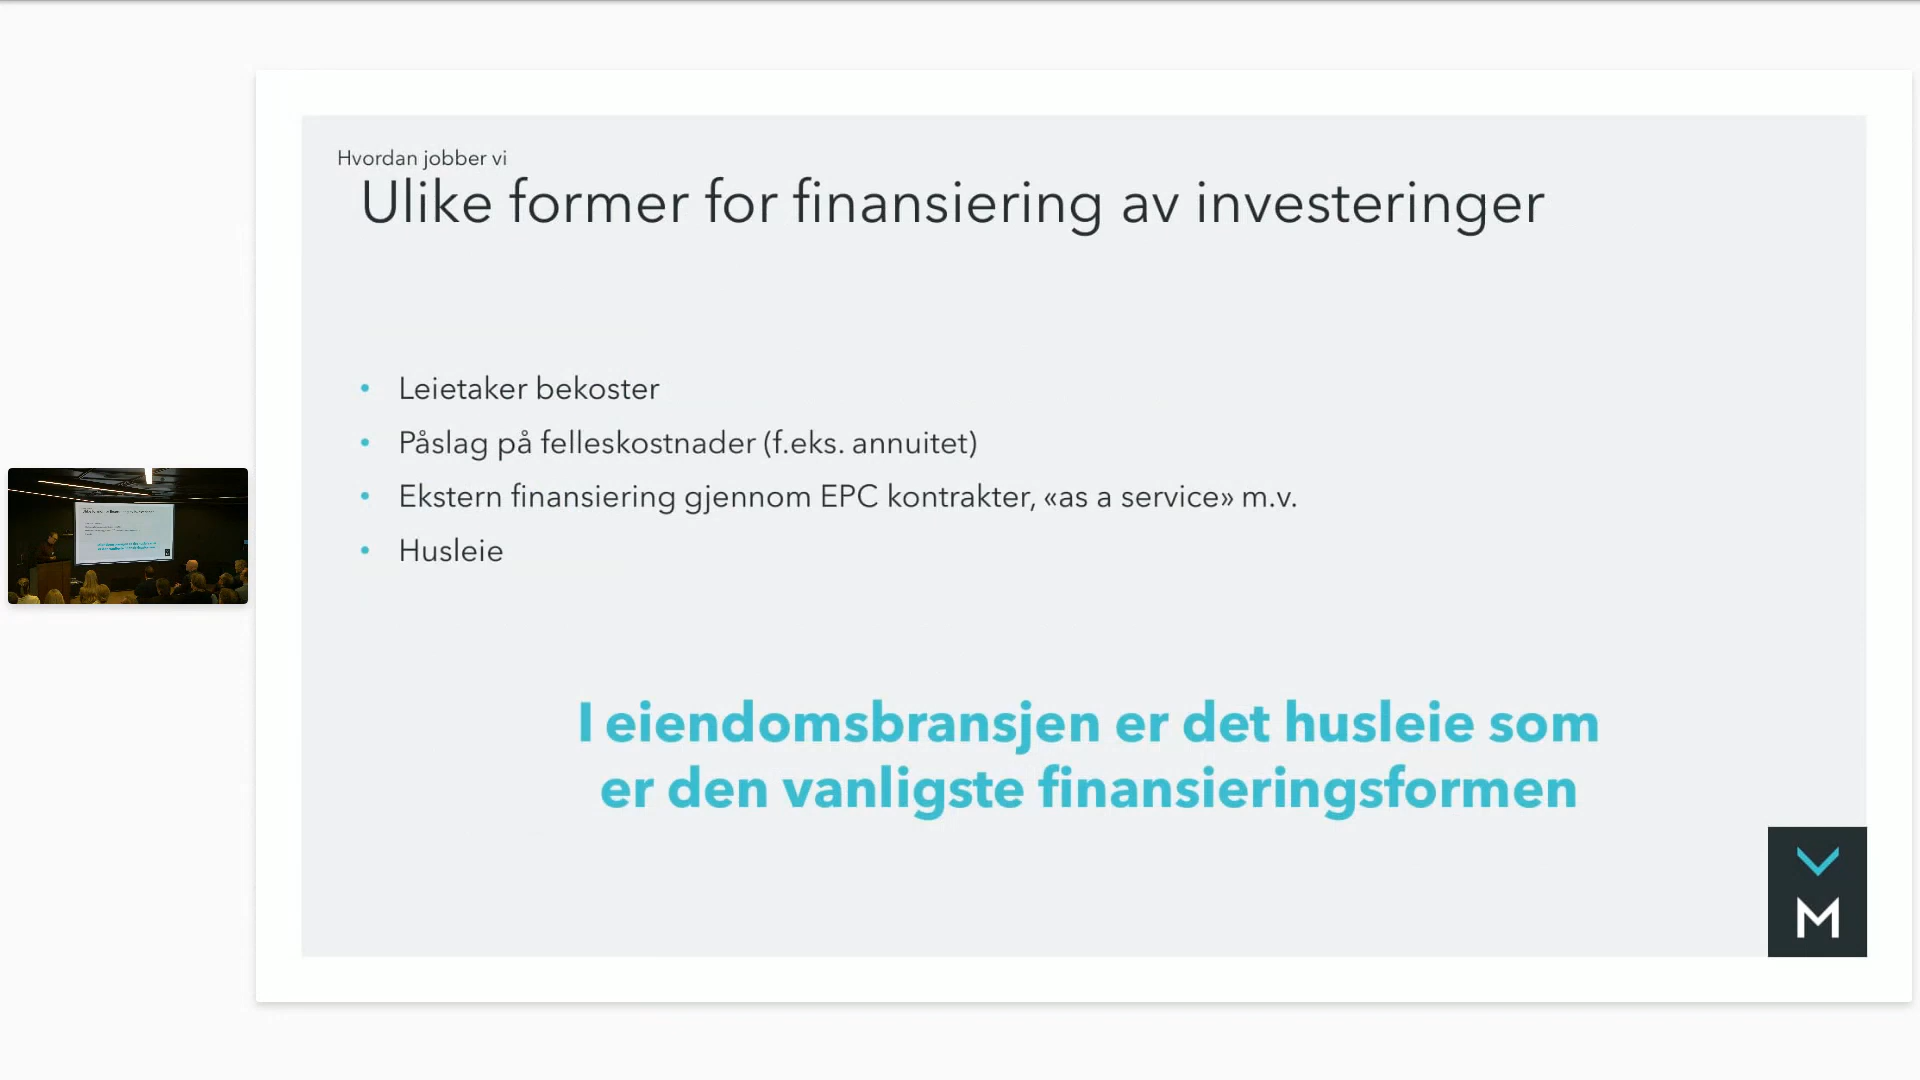 Hvordan jobber vi
Ulike former for finansiering av investeringer
• Leietaker bekoster
• Påslag på felleskostnader (f.eks. annuitet)
• Ekstern finansiering gjennom EPC kontrakter, «as a service» m.v.
• Husleie
I eiendomsbransjen er det husleie som
er den vanligste finansieringsformen
M